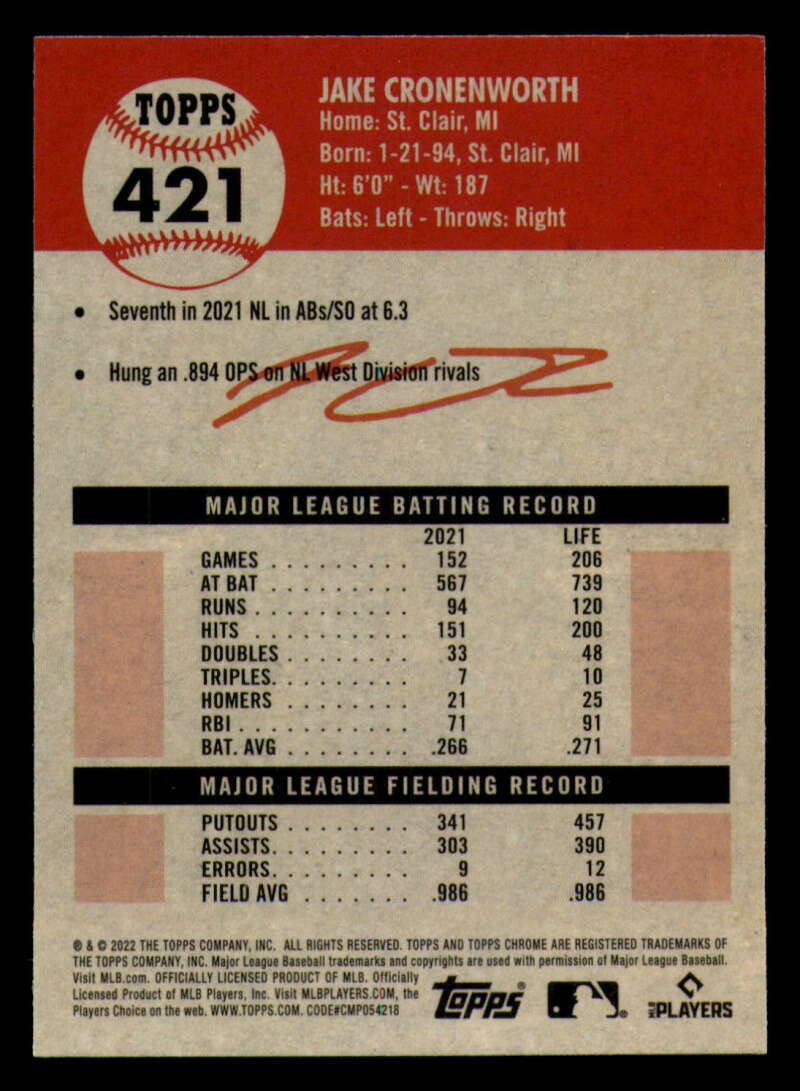 TOPPS
421
JAKE CRONENWORTH
Home: St. Clair, MI
Born: 1-21-94, St. Clair, MI
Ht: 6'0" - Wt: 187
Bats: Left - Throws: Right
• Seventh in 2021 NL in ABs/SO at 6.3
• Hung an .894 OPS on NL West Division rivals
MAJOR LEAGUE BATTING RECORD
2021 LIFE
GAMES . . . . . . . . . 152 206
AT BAT . . . . . . . . . 567 739
RUNS . . . . . . . . . . 94 120
HITS . . . . . . . . . . 151 200
DOUBLES . . . . . . . . 33 48
TRIPLES. . . . . . . . . 7 10
HOMERS . . . . . . . . 21 25
RBI . . . . . . . . . . . 71 91
BAT. AVG . . . . . . . . .266 .271
MAJOR LEAGUE FIELDING RECORD
PUTOUTS . . . . . . . . 341 457
ASSISTS. . . . . . . . . 303 390
ERRORS. . . . . . . . . 9 12
FIELD AVG . . . . . . . .986 .986
® & © 2022 THE TOPPS COMPANY, INC. ALL RIGHTS RESERVED. TOPPS AND TOPPS CHROME ARE REGISTERED TRADEMARKS OF
THE TOPPS COMPANY, INC. Major League Baseball trademarks and copyrights are used with permission of Major League Baseball.
Visit MLB.com. OFFICIALLY LICENSED PRODUCT OF MLB. Officially
Licensed Product of MLB Players, Inc. Visit MLBPLAYERS.COM, the
Players Choice on the web. WWW.TOPPS.COM. CODE#CMP054218
Topps®
MLB PLAYERS